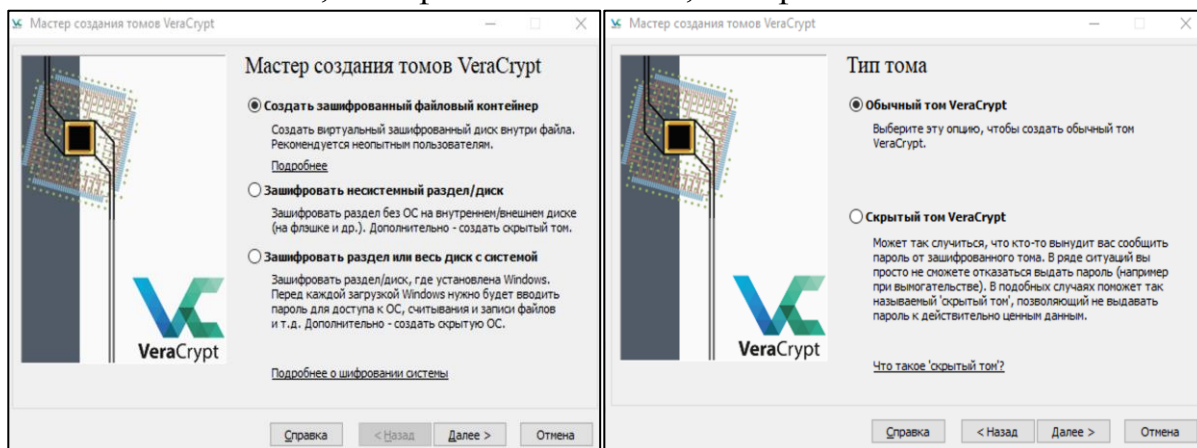 Мастер создания томов VeraCrypt
Мастер создания томов VeraCrypt
Создать зашифрованный файловый контейнер
Создать виртуальный зашифрованный диск внутри файла.
Рекомендуется неопытным пользователям.
Подробнее
Зашифровать несистемный раздел/диск
Зашифровать раздел без ОС на внутреннем/внешнем диске
(на флэшке и др.). Дополнительно - создать скрытый том.
Зашифровать раздел или весь диск с системой
Зашифровать раздел/диск, где установлена Windows.
Перед каждой загрузкой Windows нужно будет вводить
пароль для доступа к ОС, считывания и записи файлов
и т.д. Дополнительно - создать скрытую ОС.
Подробнее о шифровании системы
VeraCrypt
Справка
< Назад
Далее >
Отмена
Мастер создания томов VeraCrypt
Тип тома
Обычный том VeraCrypt
Выберите эту опцию, чтобы создать обычный том
VeraCrypt.
Скрытый том VeraCrypt
Может так случиться, что кто-то вынудит вас сообщить
пароль от зашифрованного тома. В ряде ситуаций вы
просто не сможете отказаться выдать пароль (например
при вымогательстве). В подобных случаях поможет так
называемый 'скрытый том', позволяющий не выдавать
пароль к действительно ценным данным.
Что такое 'скрытый том'?
VeraCrypt
Справка
< Назад
Далее >
Отмена